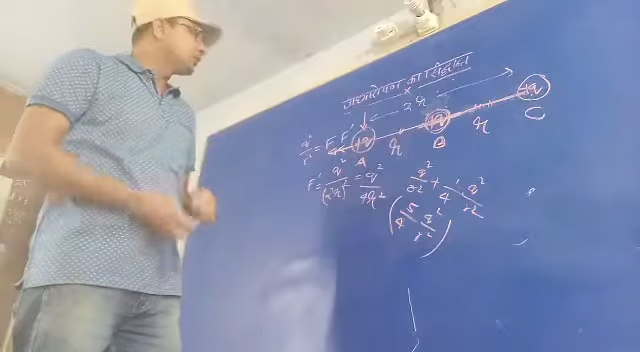 अध्यारोपण का सिद्धान्त
2r
+q +q +q
A r B r C
q²/r² = F F'
F' = q²/(2r)² = q²/4r²
q²/r² + 1/4 q²/r²
(5/4 q²/r²)